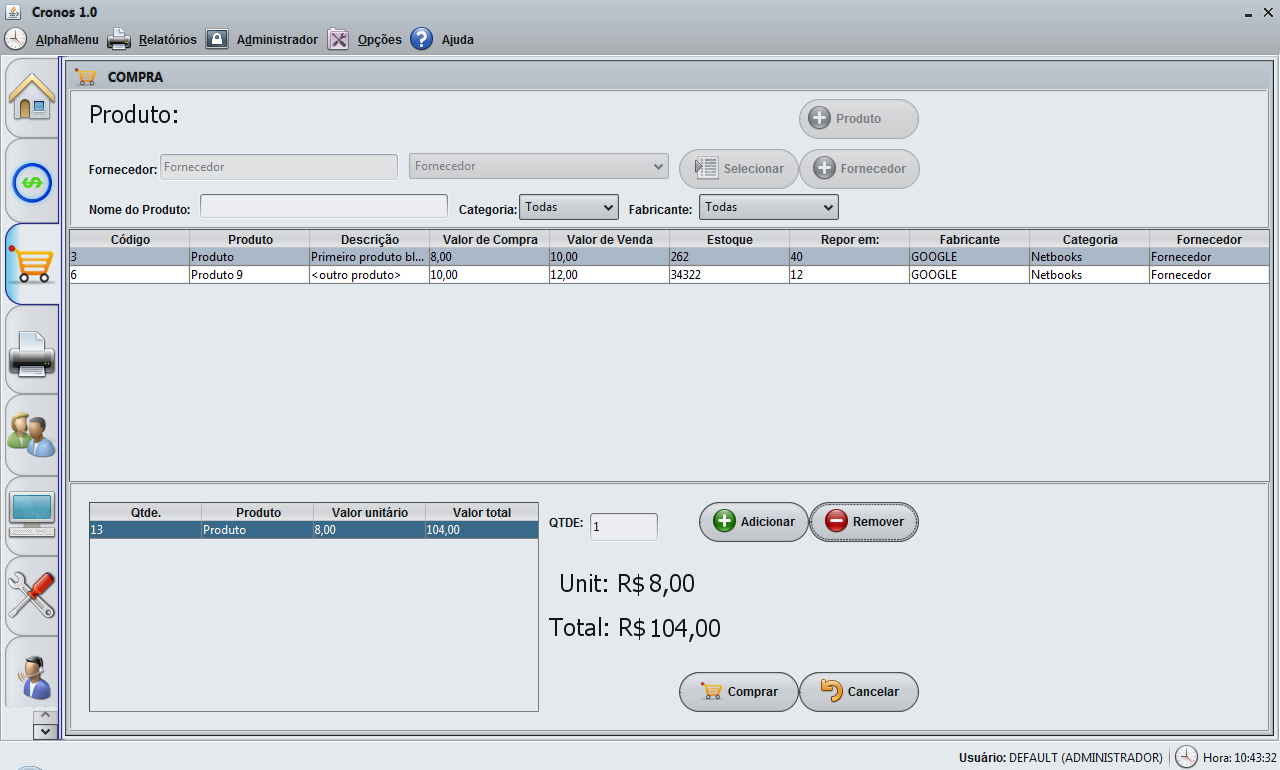 Cronos 1.0
AlphaMenu Relatórios Administrador Opções Ajuda
COMPRA
Produto:
Produto
Fornecedor: Fornecedor Fornecedor Selecionar Fornecedor
Nome do Produto: Categoria: Todas Fabricante: Todas
Código Produto Descrição Valor de Compra Valor de Venda Estoque Repor em: Fabricante Categoria Fornecedor
3 Produto Primeiro produto bl... 8,00 10,00 262 40 GOOGLE Netbooks Fornecedor
6 Produto 9 <outro produto> 10,00 12,00 34322 12 GOOGLE Netbooks Fornecedor
Qtde. Produto Valor unitário Valor total
13 Produto 8,00 104,00
QTDE: 1 Adicionar Remover
Unit: R$ 8,00
Total: R$ 104,00
Comprar Cancelar
Usuário: DEFAULT (ADMINISTRADOR) Hora: 10:43:32